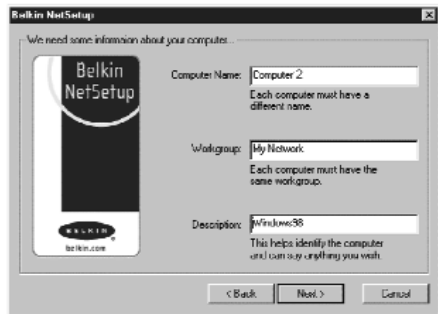 Belkin NetSetup
We need some informaion about your computer...
Belkin
NetSetup
Computer Name: Computer 2
Each computer must have a
different name.
Workgroup: My Network
Each computer must have the
same workgroup.
Description: Windows98
This helps identify the computer
and can say anything you wish.
BELKIN
belkin.com
< Back Next > Cancel